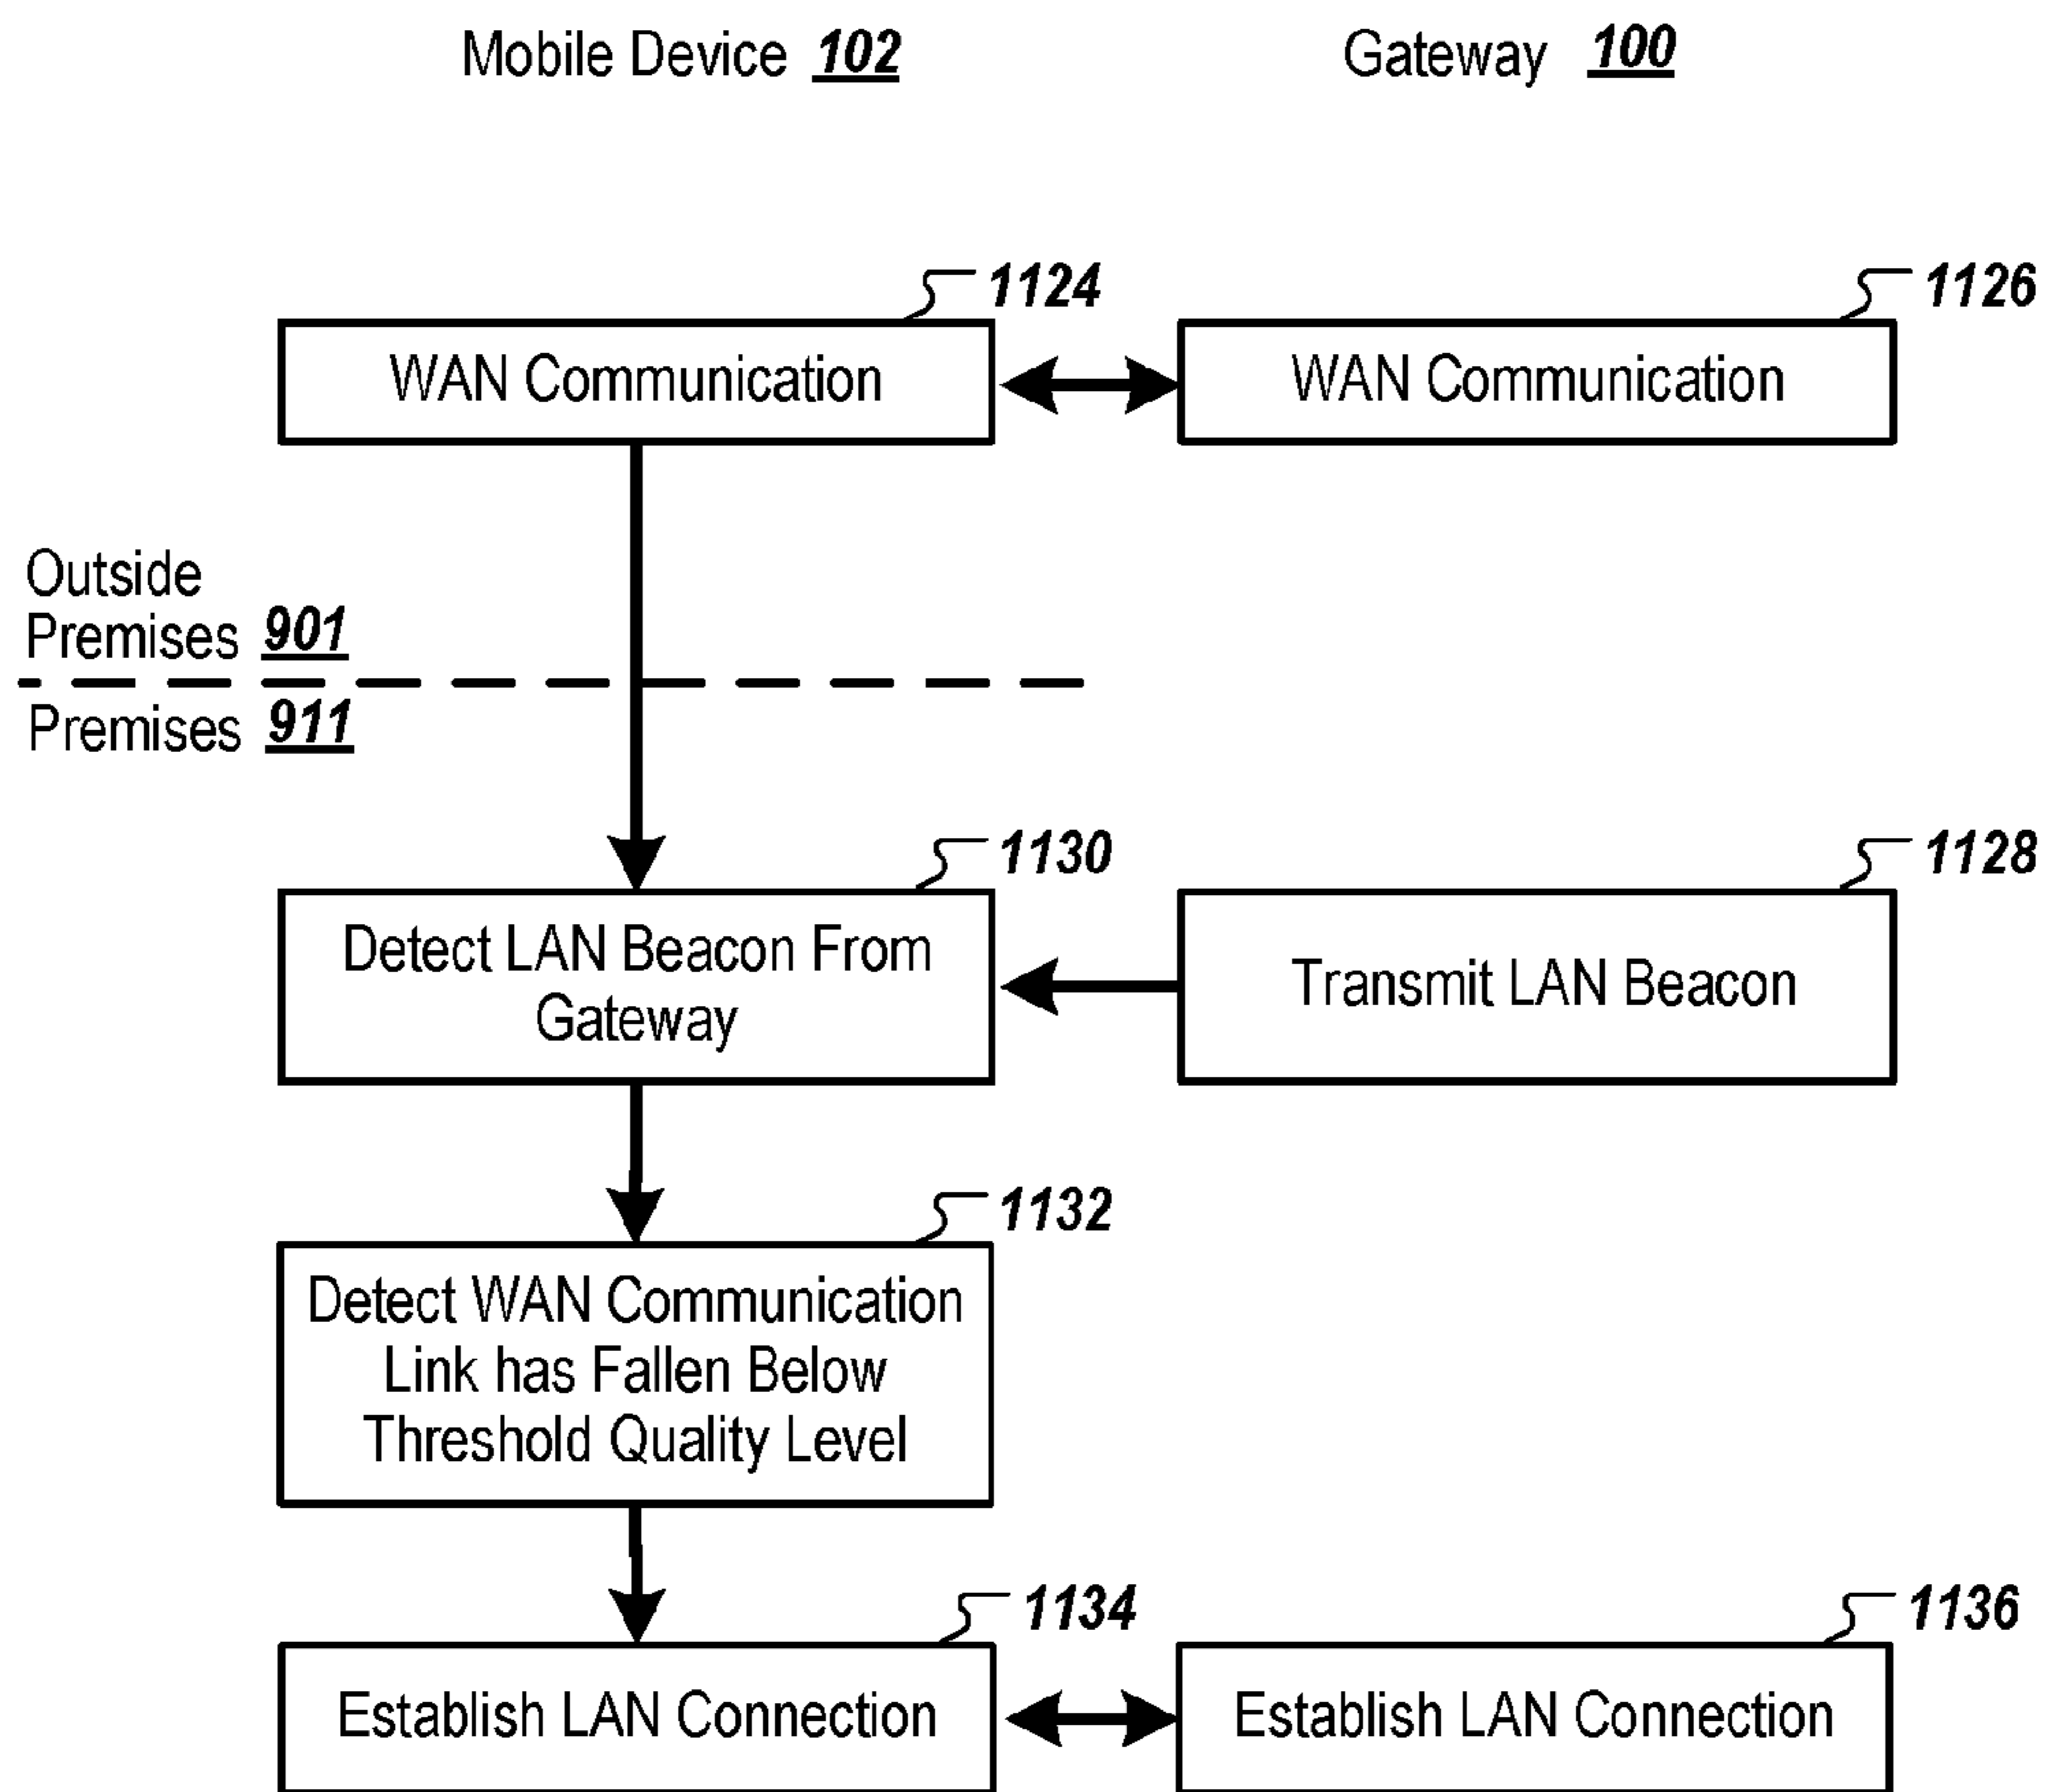 Mobile Device 102
Gateway 100
1124
1126
WAN Communication
WAN Communication
Outside
Premises 901
Premises 911
1130
1128
Detect LAN Beacon From
Gateway
Transmit LAN Beacon
1132
Detect WAN Communication
Link has Fallen Below
Threshold Quality Level
1134
1136
Establish LAN Connection
Establish LAN Connection